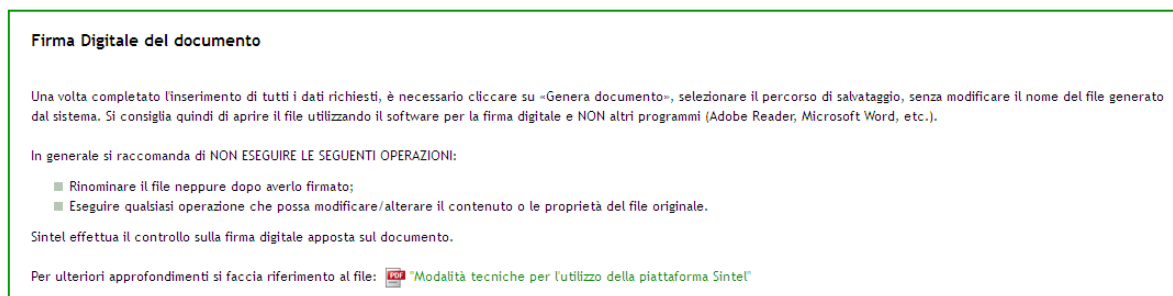 Firma Digitale del documento
Una volta completato l'inserimento di tutti i dati richiesti, è necessario cliccare su «Genera documento», selezionare il percorso di salvataggio, senza modificare il nome del file generato
dal sistema. Si consiglia quindi di aprire il file utilizzando il software per la firma digitale e NON altri programmi (Adobe Reader, Microsoft Word, etc.).
In generale si raccomanda di NON ESEGUIRE LE SEGUENTI OPERAZIONI:
Rinominare il file neppure dopo averlo firmato;
Eseguire qualsiasi operazione che possa modificare/alterare il contenuto o le proprietà del file originale.
Sintel effettua il controllo sulla firma digitale apposta sul documento.
Per ulteriori approfondimenti si faccia riferimento al file: PDF "Modalità tecniche per l'utilizzo della piattaforma Sintel"